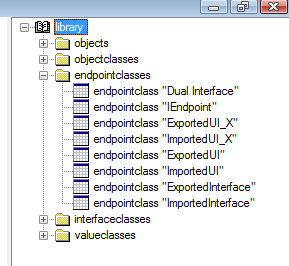 library
objects
objectclasses
endpointclasses
endpointclass "Dual Interface"
endpointclass "IEndpoint"
endpointclass "ExportedUI_X"
endpointclass "ImportedUI_X"
endpointclass "ExportedUI"
endpointclass "ImportedUI"
endpointclass "ExportedInterface"
endpointclass "ImportedInterface"
interfaceclasses
valueclasses